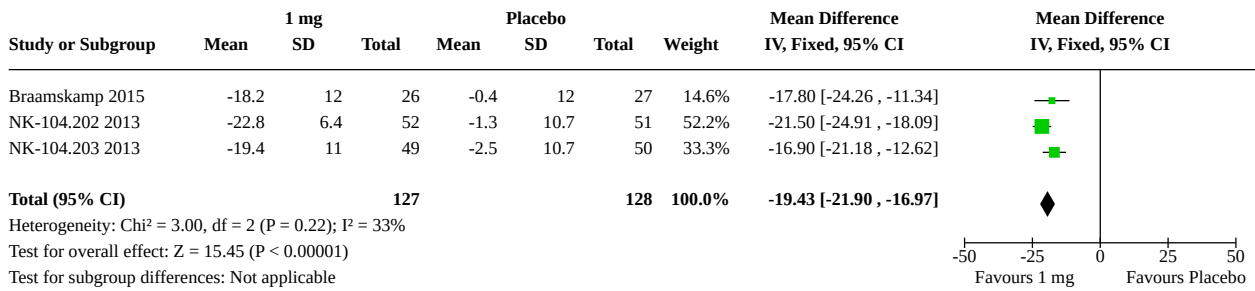 1 mg Placebo Mean Difference Mean Difference
Study or Subgroup Mean SD Total Mean SD Total Weight IV, Fixed, 95% CI IV, Fixed, 95% CI
Braamskamp 2015 -18.2 12 26 -0.4 12 27 14.6% -17.80 [-24.26 , -11.34]
NK-104.202 2013 -22.8 6.4 52 -1.3 10.7 51 52.2% -21.50 [-24.91 , -18.09]
NK-104.203 2013 -19.4 11 49 -2.5 10.7 50 33.3% -16.90 [-21.18 , -12.62]
Total (95% CI) 127 128 100.0% -19.43 [-21.90 , -16.97]
Heterogeneity: Chi² = 3.00, df = 2 (P = 0.22); I² = 33%
Test for overall effect: Z = 15.45 (P < 0.00001)
Test for subgroup differences: Not applicable
-50 -25 0 25 50
Favours 1 mg Favours Placebo